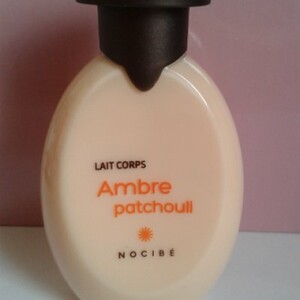 LAIT CORPS
Ambre
patchouli
NOCIBÉ